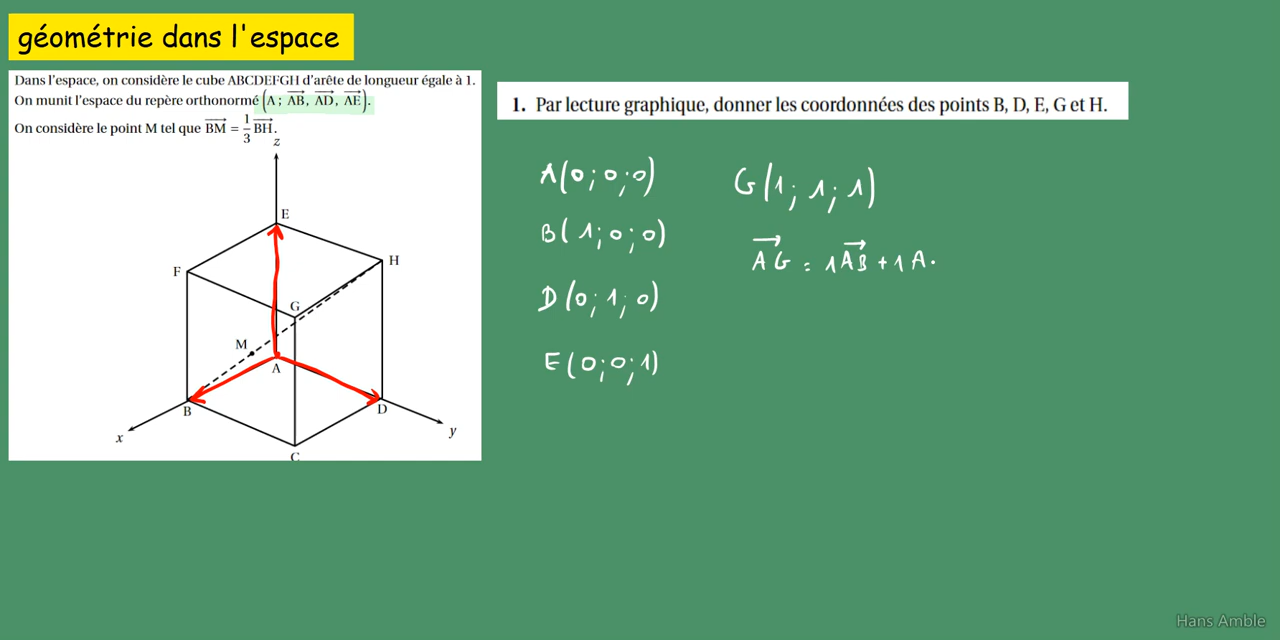 géométrie dans l'espace
Dans l'espace, on considère le cube ABCDEFGH d'arête de longueur égale à 1.
On munit l'espace du repère orthonormé (A ; AB, AD, AE).
On considère le point M tel que BM = 1/3 BH.
z
E
F
H
G
M
A
B
D
x
y
C
1. Par lecture graphique, donner les coordonnées des points B, D, E, G et H.
A(0;0;0)
B(1;0;0)
D(0;1;0)
E(0;0;1)
G(1;1;1)
AG = 1AB + 1A.
Hans Amble